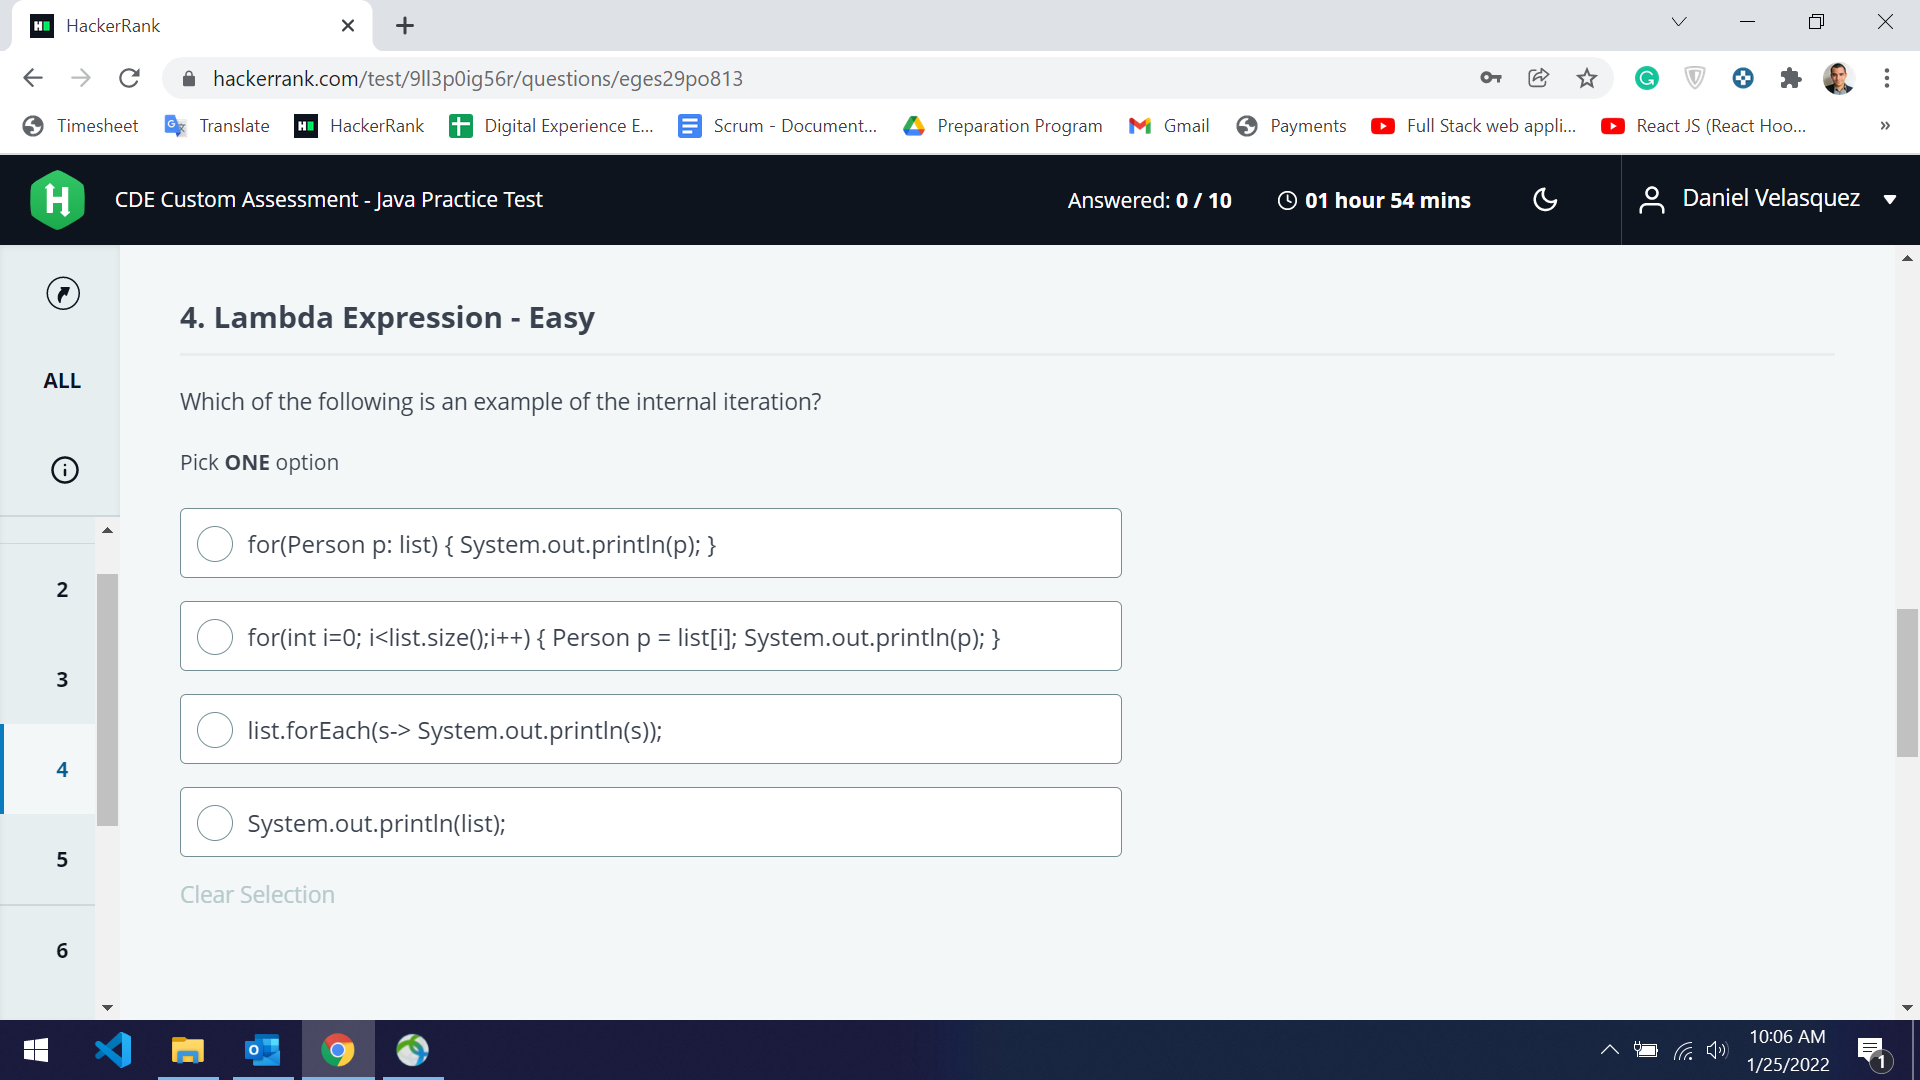 HackerRank
hackerrank.com/test/9ll3p0ig56r/questions/eges29po813
Timesheet Translate HackerRank Digital Experience E... Scrum - Document... Preparation Program Gmail Payments Full Stack web appli... React JS (React Hoo... »
CDE Custom Assessment - Java Practice Test
Answered: 0 / 10
01 hour 54 mins
Daniel Velasquez
ALL
2
3
4
5
6
4. Lambda Expression - Easy
Which of the following is an example of the internal iteration?
Pick ONE option
for(Person p: list) { System.out.println(p); }
for(int i=0; i<list.size();i++) { Person p = list[i]; System.out.println(p); }
list.forEach(s-> System.out.println(s));
System.out.println(list);
Clear Selection
10:06 AM
1/25/2022
1